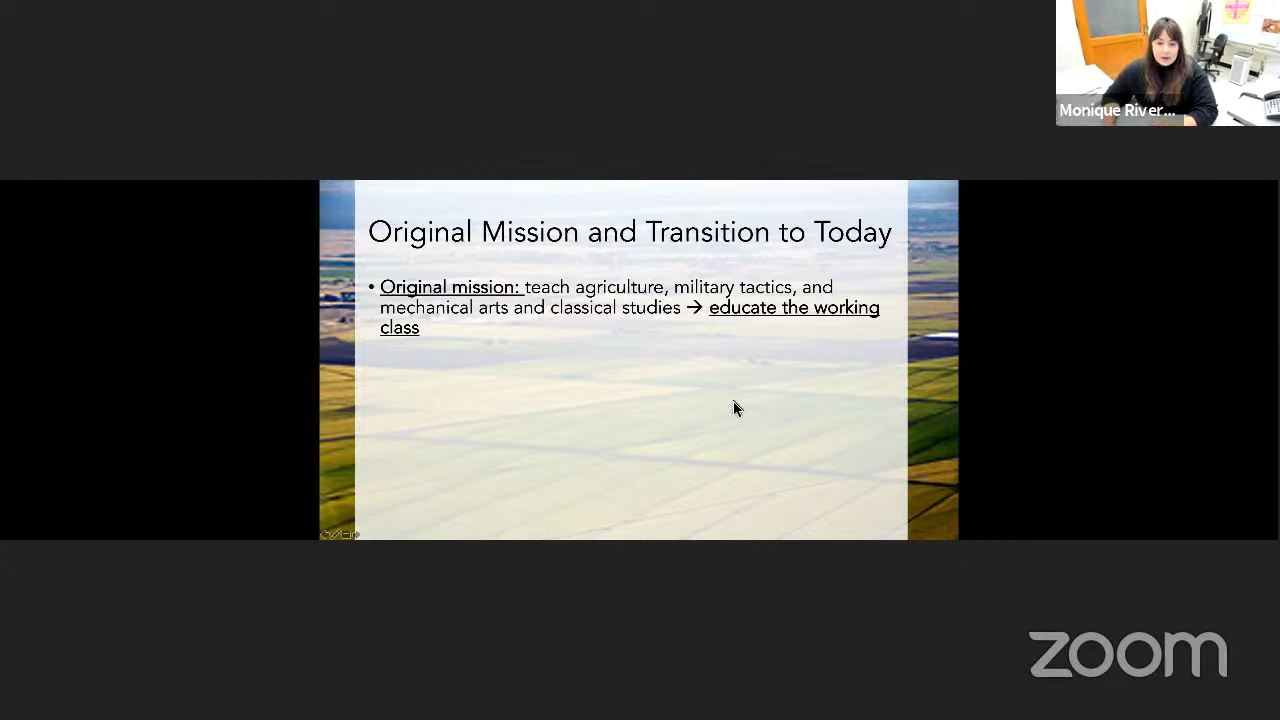 Monique River...
Original Mission and Transition to Today
• Original mission: teach agriculture, military tactics, and
mechanical arts and classical studies → educate the working
class
zoom